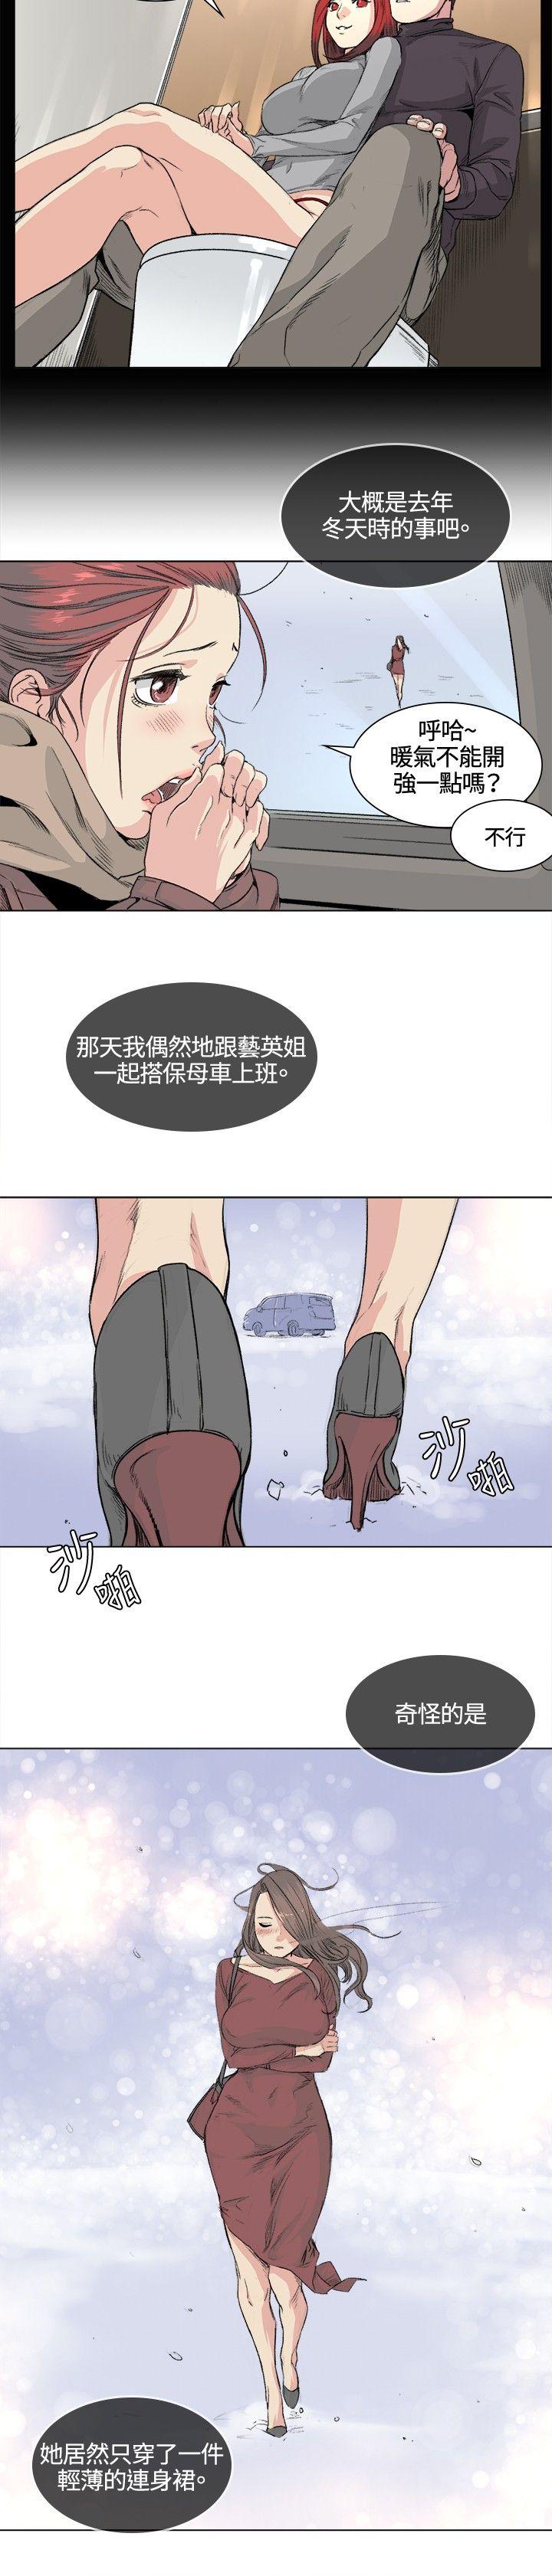 大概是去年
冬天時的事吧。
呼哈~
暖氣不能開
強一點嗎？
不行
那天我偶然地跟藝英姐
一起搭保母車上班。
沙
啪
沙
啪
奇怪的是
她居然只穿了一件
輕薄的連身裙。